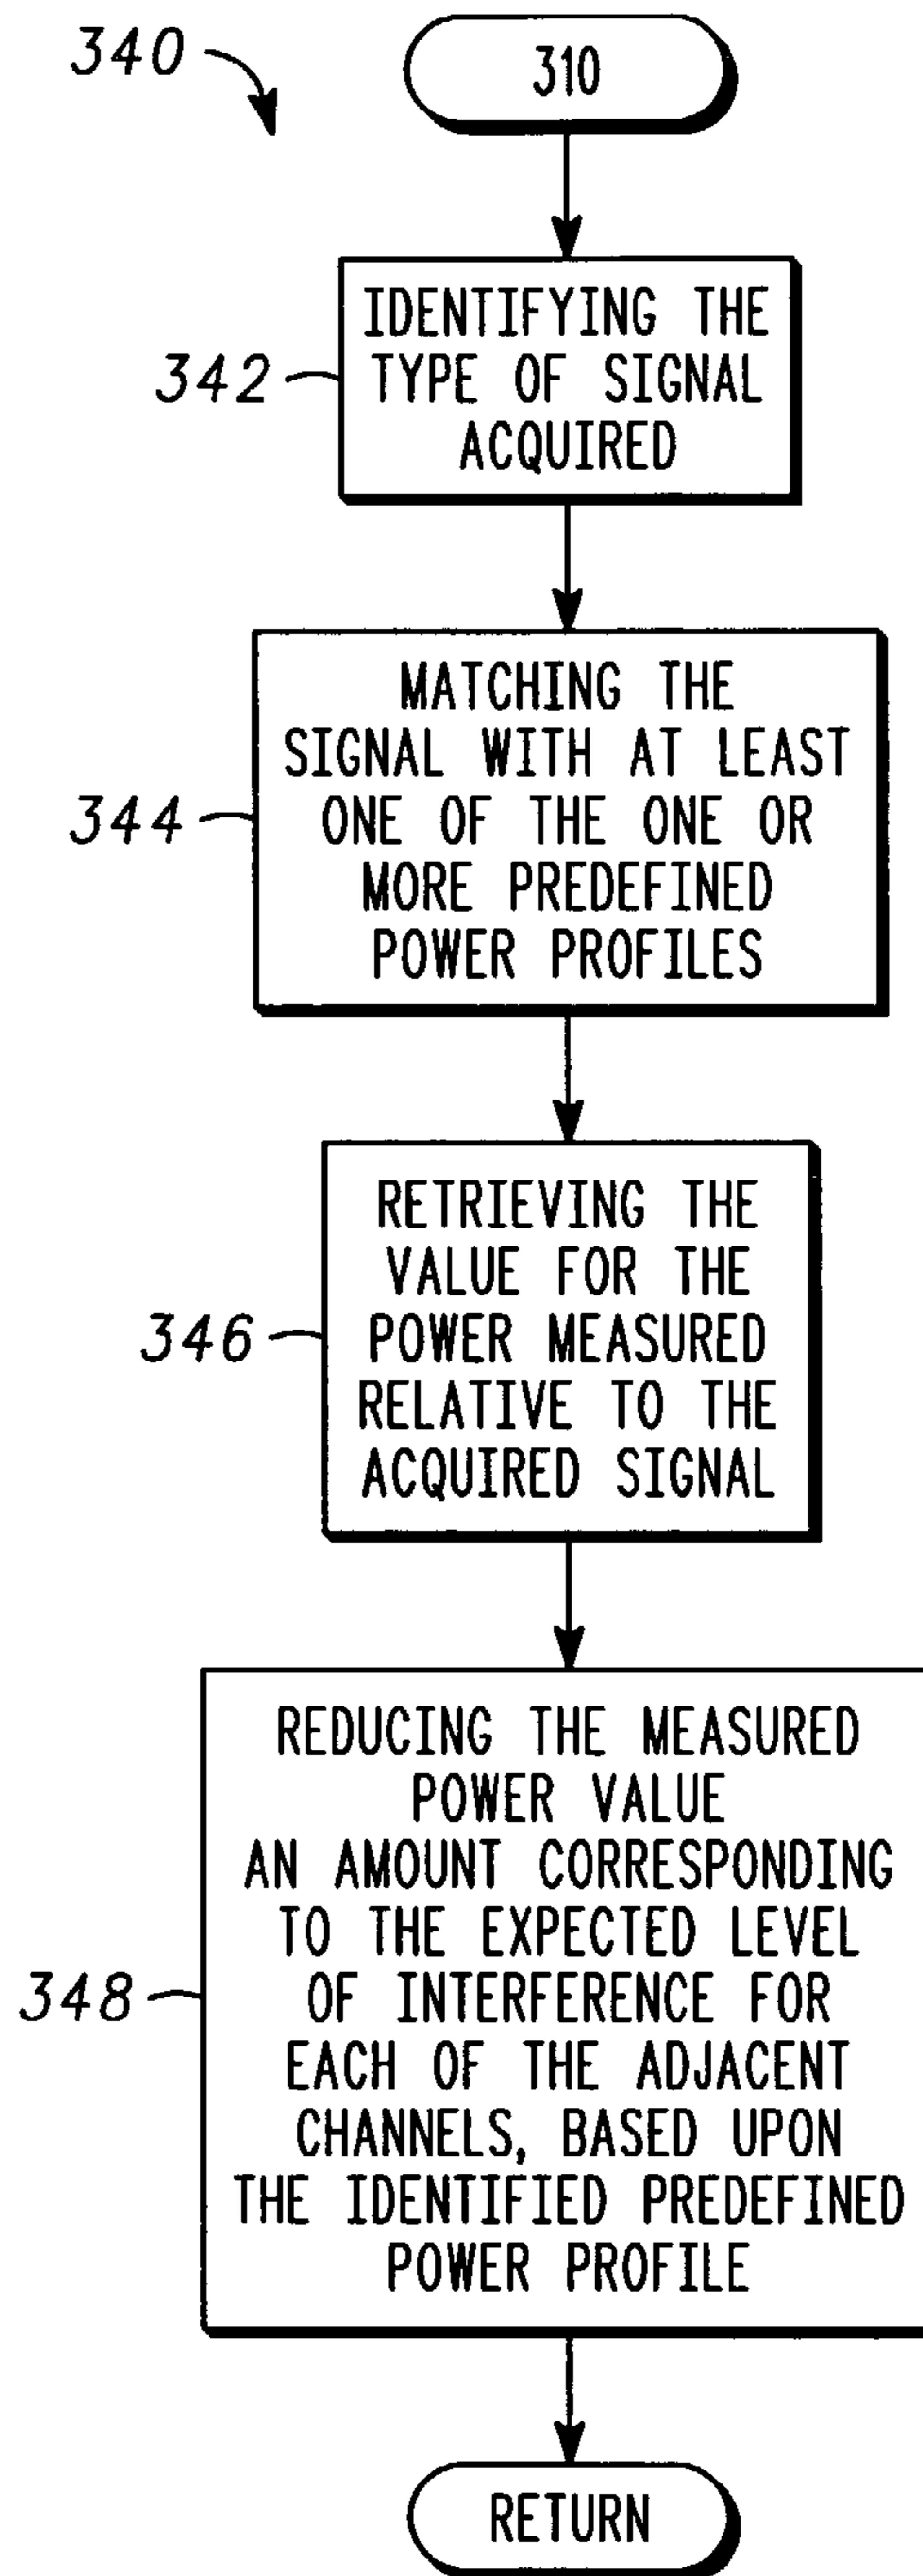 340
310
342
IDENTIFYING THE
TYPE OF SIGNAL
ACQUIRED
344
MATCHING THE
SIGNAL WITH AT LEAST
ONE OF THE ONE OR
MORE PREDEFINED
POWER PROFILES
346
RETRIEVING THE
VALUE FOR THE
POWER MEASURED
RELATIVE TO THE
ACQUIRED SIGNAL
348
REDUCING THE MEASURED
POWER VALUE
AN AMOUNT CORRESPONDING
TO THE EXPECTED LEVEL
OF INTERFERENCE FOR
EACH OF THE ADJACENT
CHANNELS, BASED UPON
THE IDENTIFIED PREDEFINED
POWER PROFILE
RETURN